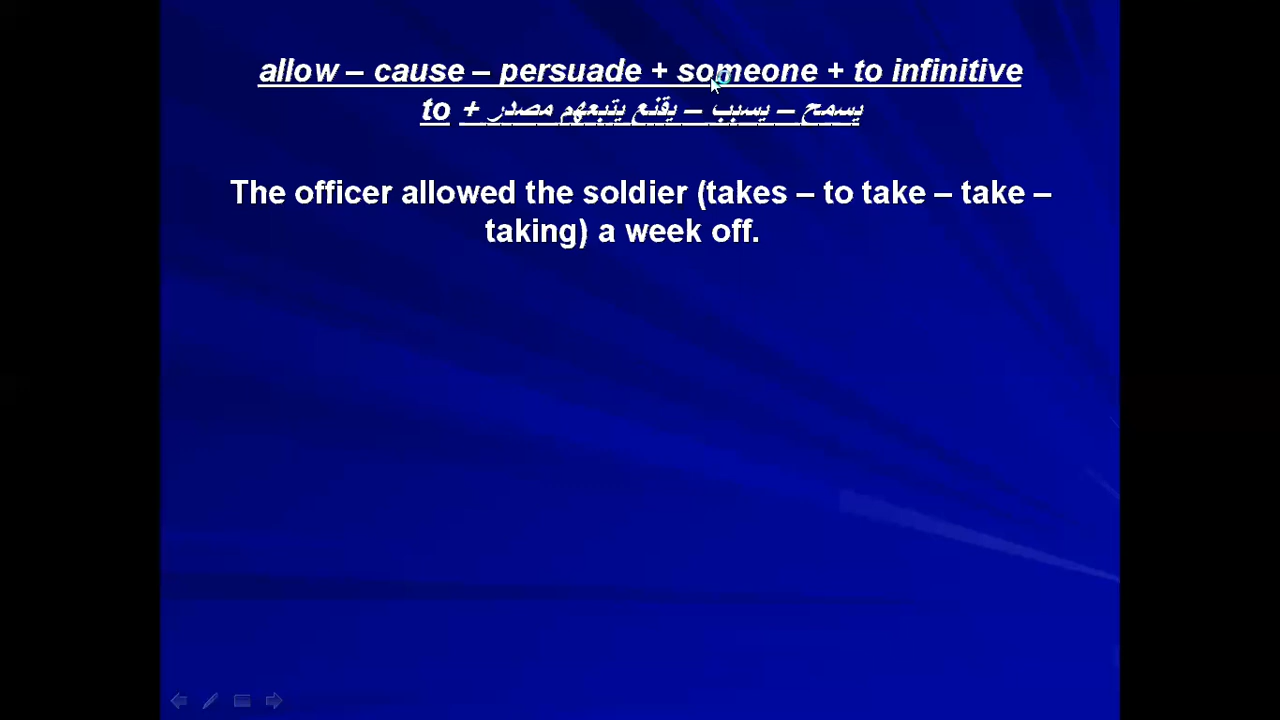 allow – cause – persuade + someone + to infinitive
يسمح – يسبب – يقنع يتبعهم مصدر + to
The officer allowed the soldier (takes – to take – take –
taking) a week off.